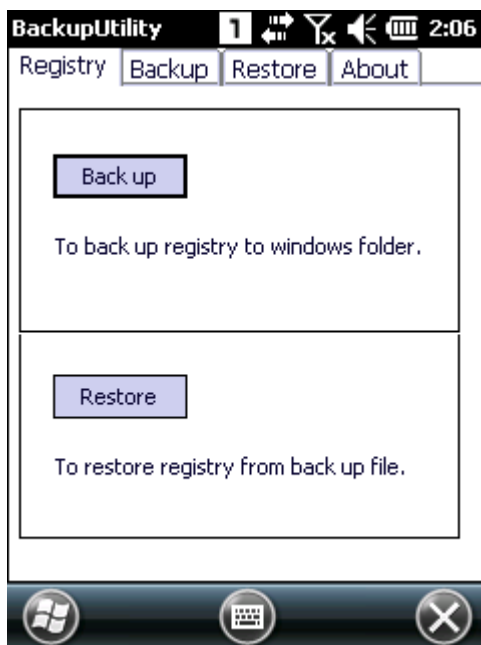 BackupUtility 1 2:06
Registry Backup Restore About
Back up
To back up registry to windows folder.
Restore
To restore registry from back up file.